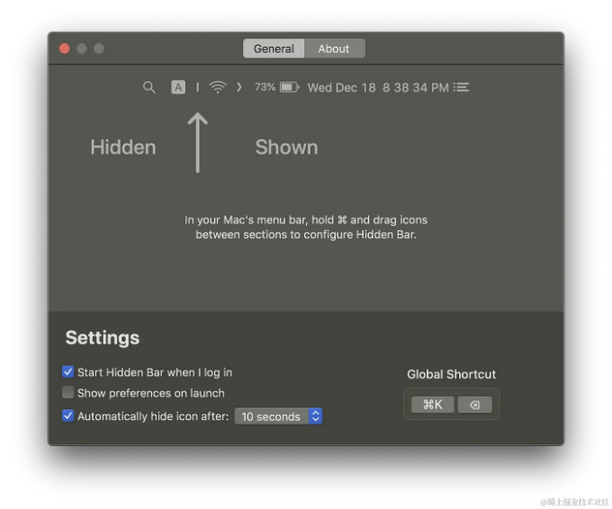 General About
A 73% Wed Dec 18 8 38 34 PM
Hidden Shown
In your Mac's menu bar, hold ⌘ and drag icons
between sections to configure Hidden Bar.
Settings
Start Hidden Bar when I log in
Show preferences on launch
Automatically hide icon after: 10 seconds
Global Shortcut
⌘K
@稀土掘金技术社区